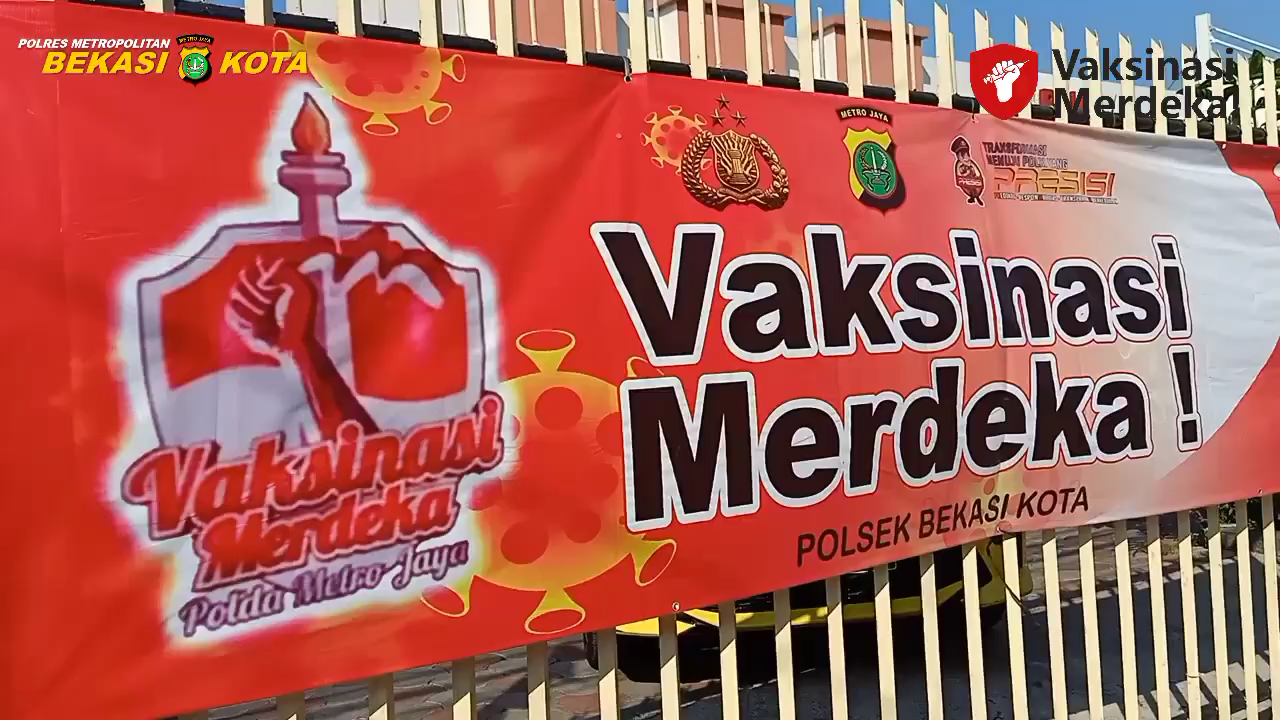 POLRES METROPOLITAN
BEKASI KOTA
Vaksinasi
Merdeka!
METRO JAYA
TRANSFORMASI
MENUJU POLRI YANG
PRESISI
Vaksinasi
Merdeka !
POLSEK BEKASI KOTA
Vaksinasi
Merdeka
Polda Metro Jaya